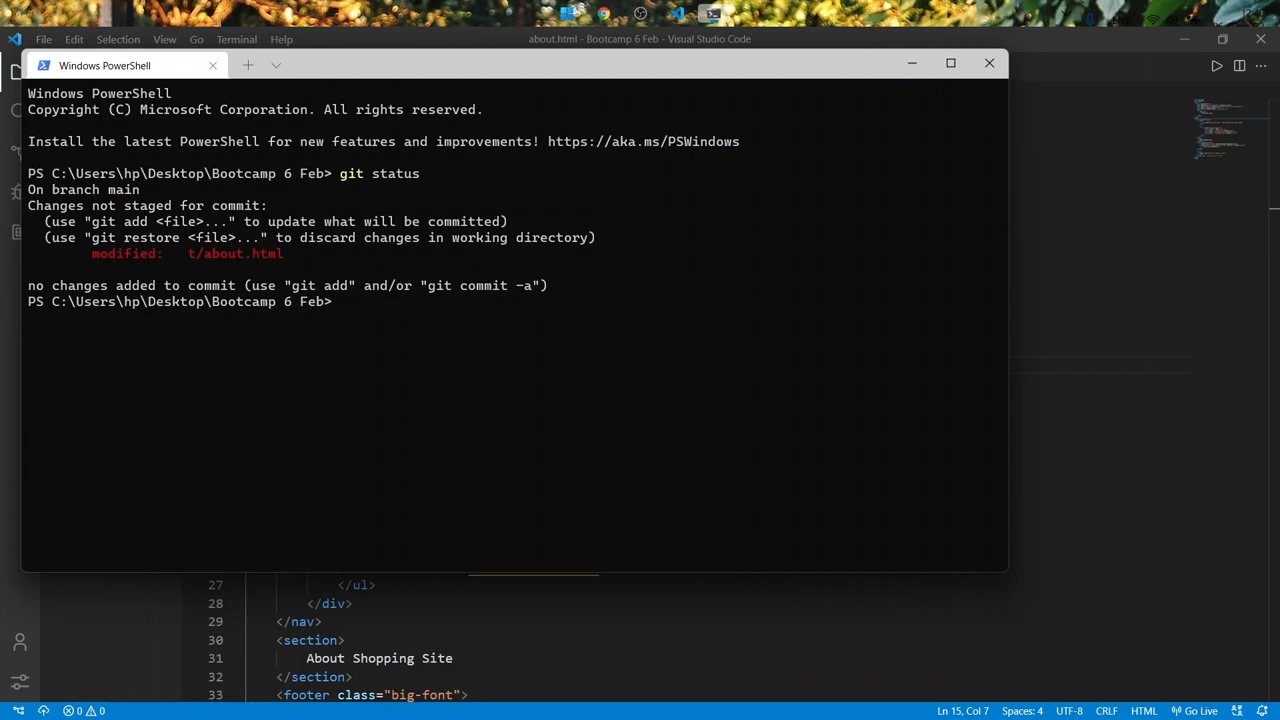 File Edit Selection View Go Terminal Help
about.html - Bootcamp 6 Feb - Visual Studio Code
Windows PowerShell
Windows PowerShell
Copyright (C) Microsoft Corporation. All rights reserved.
Install the latest PowerShell for new features and improvements! https://aka.ms/PSWindows
PS C:\Users\hp\Desktop\Bootcamp 6 Feb> git status
On branch main
Changes not staged for commit:
(use "git add <file>..." to update what will be committed)
(use "git restore <file>..." to discard changes in working directory)
modified: t/about.html
no changes added to commit (use "git add" and/or "git commit -a")
PS C:\Users\hp\Desktop\Bootcamp 6 Feb>
27 </ul>
28 </div>
29 </nav>
30 <section>
31 About Shopping Site
32 </section>
33 <footer class="big-font">
0 0 Ln 15, Col 7 Spaces: 4 UTF-8 CRLF HTML Go Live